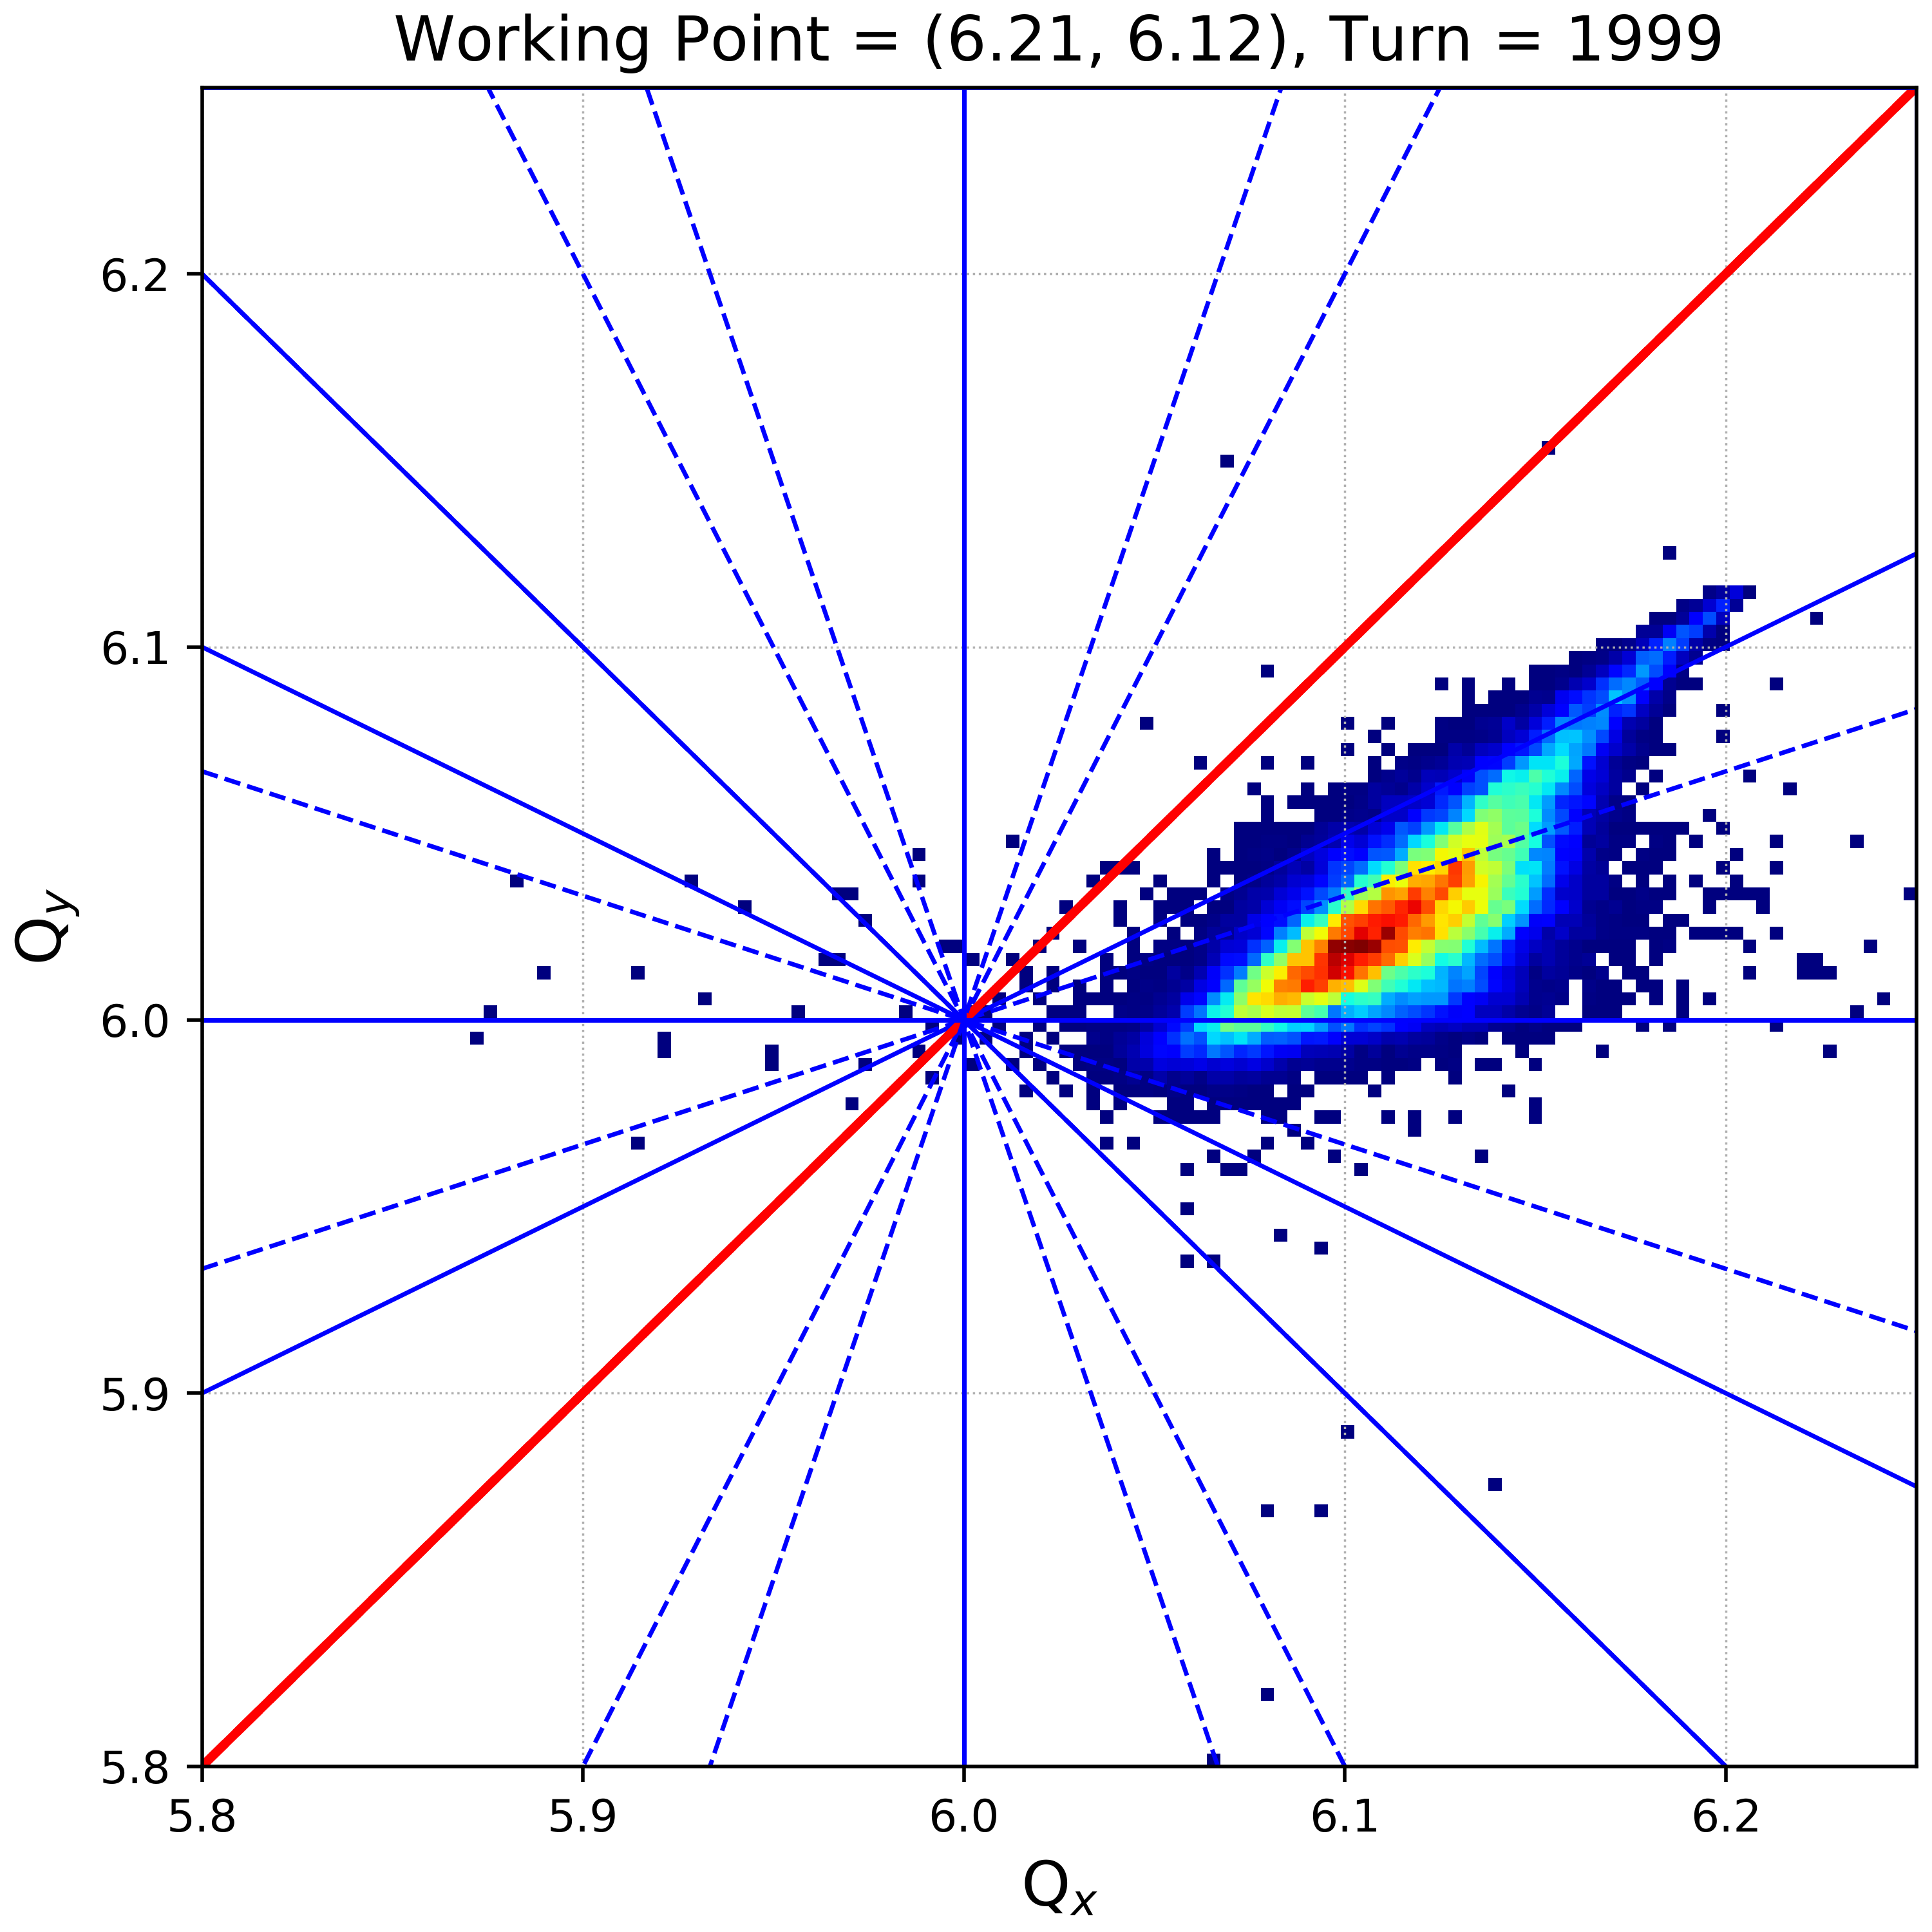 Working Point = (6.21, 6.12), Turn = 1999
6.2
6.1
6.0
5.9
5.8
Qy
5.8 5.9 6.0 6.1 6.2
Qx